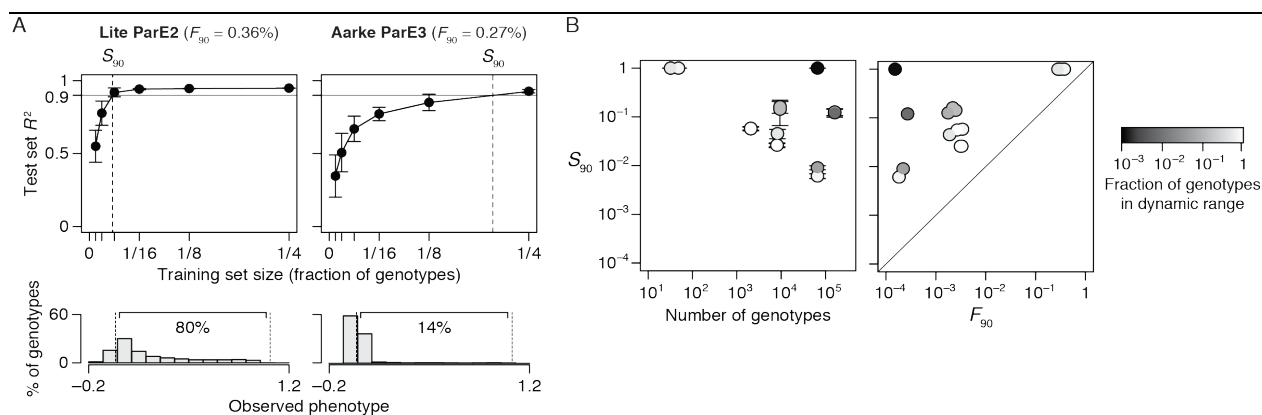 A
Lite ParE2 (F90 = 0.36%)
Aarke ParE3 (F90 = 0.27%)
B
S90
S90
Test set R²
1
0.9
0.5
0
0 1/16 1/8 1/4
0 1/16 1/8 1/4
Training set size (fraction of genotypes)
% of genotypes
60
0
80%
14%
−0.2 1.2
−0.2 1.2
Observed phenotype
S90
1
10⁻¹
10⁻²
10⁻³
10⁻⁴
10¹ 10² 10³ 10⁴ 10⁵
Number of genotypes
10⁻⁴ 10⁻³ 10⁻² 10⁻¹ 1
F90
10⁻³ 10⁻² 10⁻¹ 1
Fraction of genotypes
in dynamic range